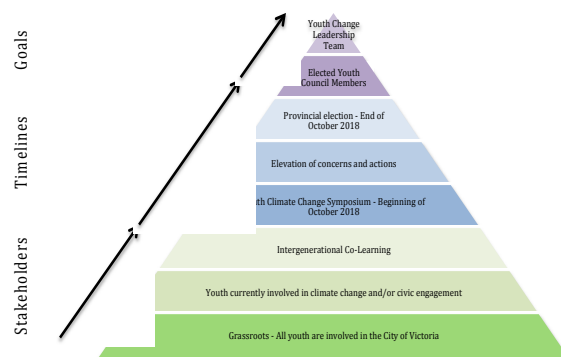 Goals
Timelines
Stakeholders
Youth Change
Leadership
Team
Elected Youth
Council Members
Provincial election - End of
October 2018
Elevation of concerns and actions
th Climate Change Symposium - Beginning of
October 2018
Intergenerational Co-Learning
Youth currently involved in climate change and/or civic engagement
Grassroots - All youth are involved in the City of Victoria